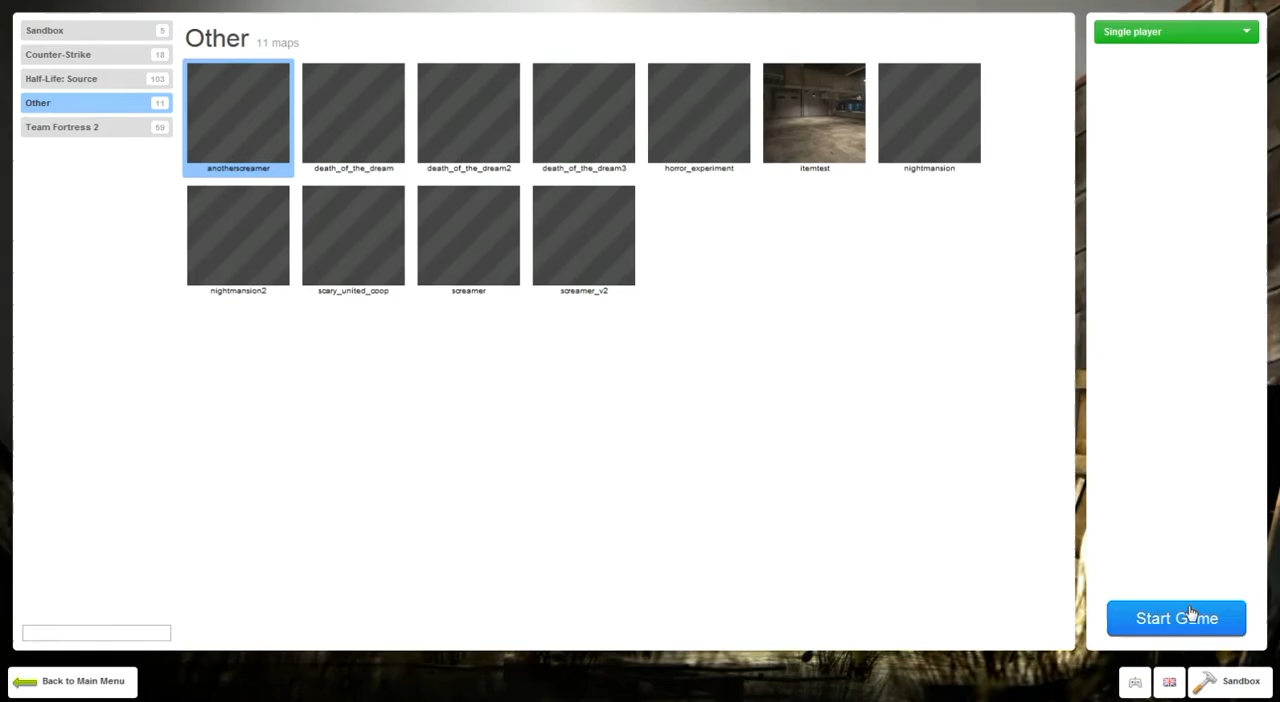 Sandbox 5
Counter-Strike 18
Half-Life: Source 103
Other 11
Team Fortress 2 59
Other 11 maps
anotherscreamer death_of_the_dream death_of_the_dream2 death_of_the_dream3 horror_experiment itemtest nightmansion
nightmansion2 scary_united_coop screamer screamer_v2
Single player
Start Game
Back to Main Menu
Sandbox